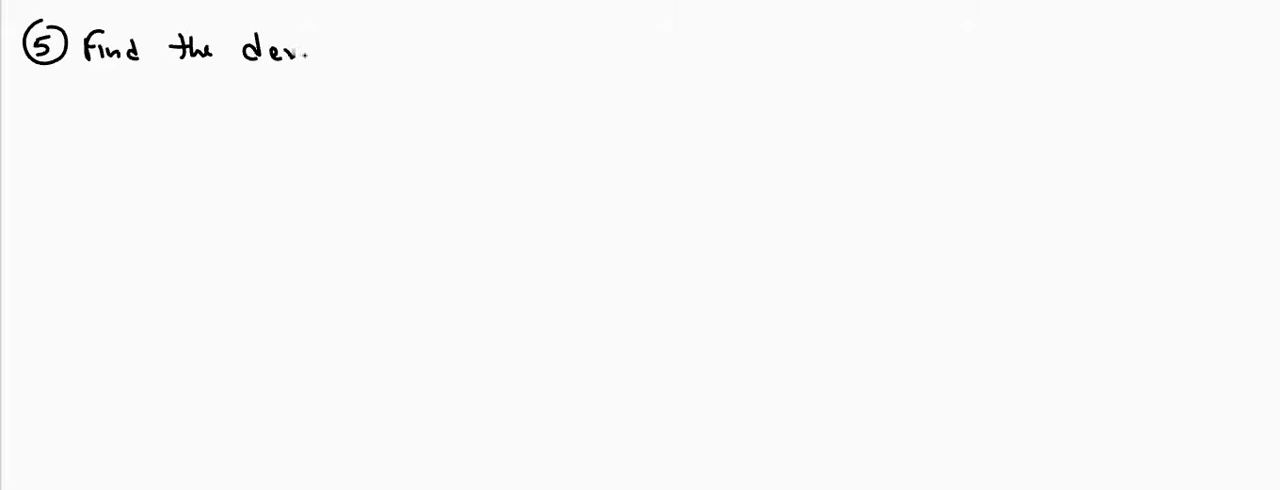 ⑤ Find the der.